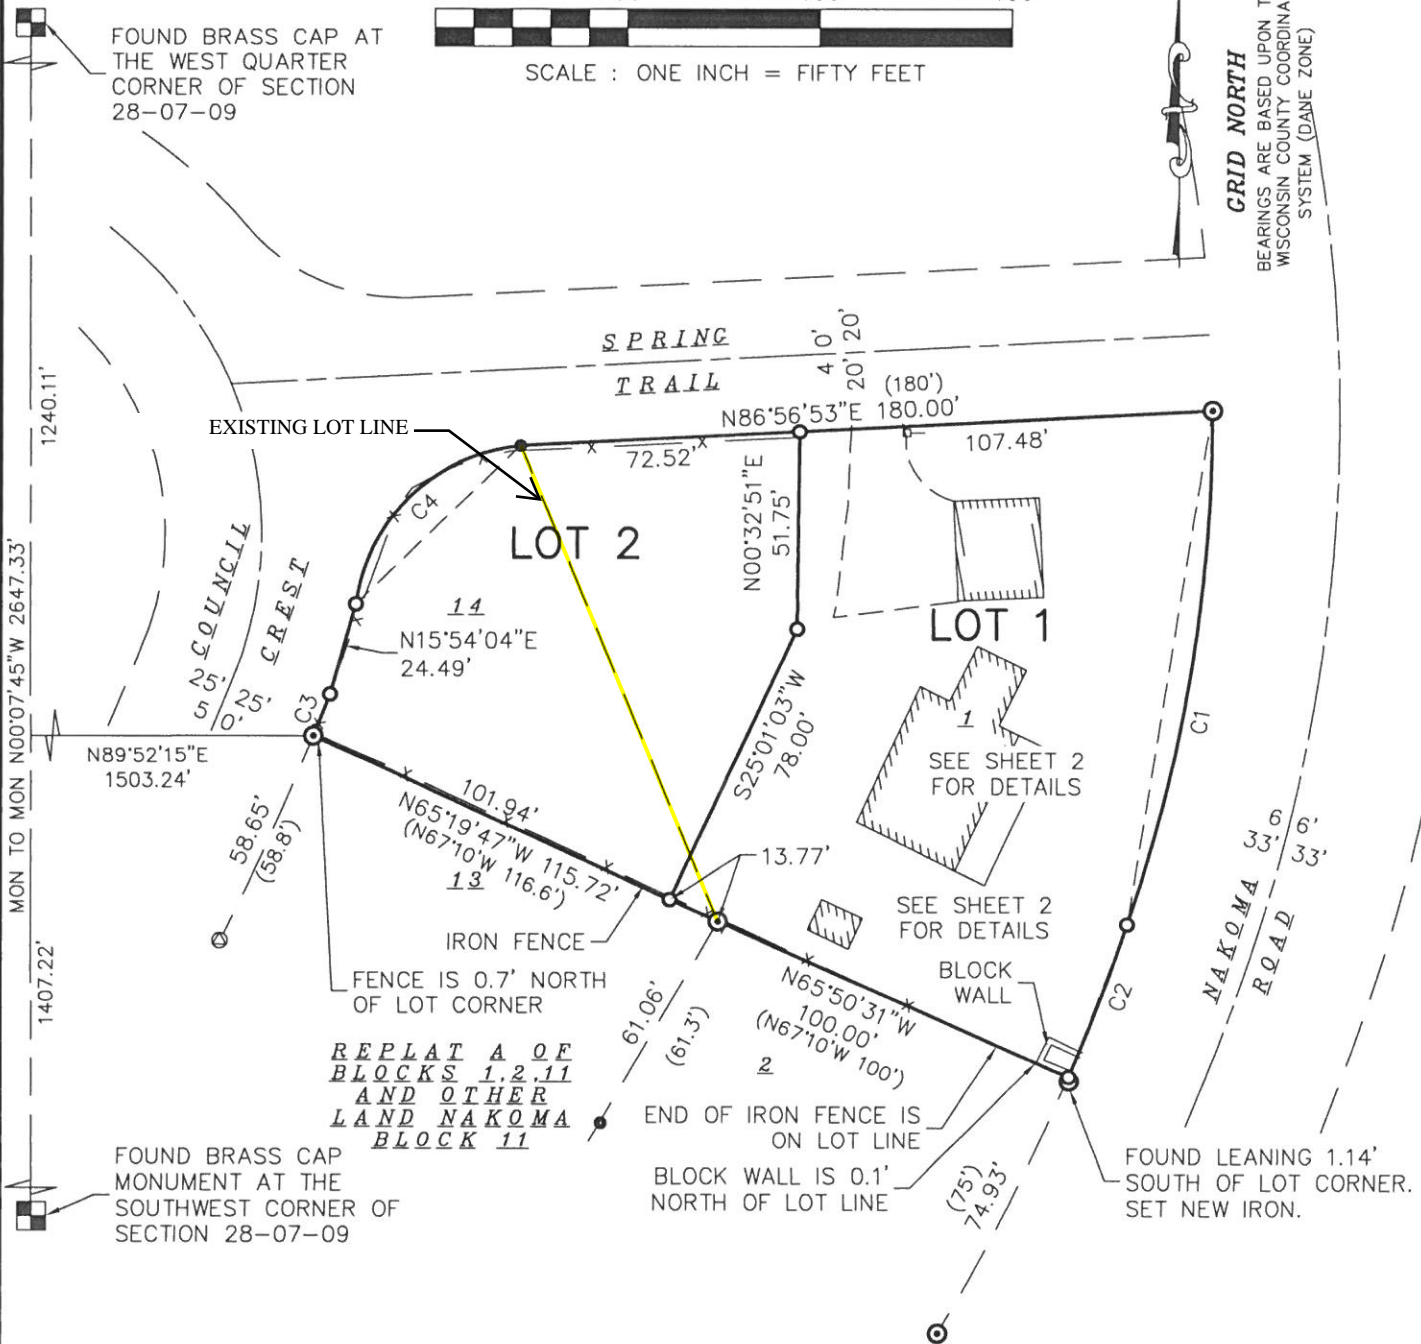 FOUND BRASS CAP AT
THE WEST QUARTER
CORNER OF SECTION
28-07-09
SCALE : ONE INCH = FIFTY FEET
GRID NORTH
BEARINGS ARE BASED UPON
WISCONSIN COUNTY
SYSTEM (DANE ZONE)
SPRING
TRAIL
4 0'
20' 20'
(180')
N86°56'53"E 180.00'
72.52'
107.48'
EXISTING LOT LINE
1240.11'
MON TO MON N00°07'45"W 2647.33'
1407.22'
C4
LOT 2
N00°32'51"E
51.75'
LOT 1
COUNCIL
CREST
25' 25'
5 0'
14
N15°54'04"E
24.49'
C3
N89°52'15"E
1503.24'
58.65'
(58.8')
101.94'
N65°19'47"W 115.72'
(N67°10'W 116.6')
13
S25°01'03"W
78.00'
13.77'
1
SEE SHEET 2
FOR DETAILS
C1
6 6'
33' 33'
NAKOMA
ROAD
SEE SHEET 2
FOR DETAILS
IRON FENCE
FENCE IS 0.7' NORTH
OF LOT CORNER
BLOCK
WALL
C2
N65°50'31"W
100.00'
(N67°10'W 100')
2
61.06'
(61.3')
REPLAT A OF
BLOCKS 1,2,11
AND OTHER
LAND NAKOMA
BLOCK 11
END OF IRON FENCE IS
ON LOT LINE
BLOCK WALL IS 0.1'
NORTH OF LOT LINE
(75')
74.93'
FOUND LEANING 1.14'
SOUTH OF LOT CORNER.
SET NEW IRON.
FOUND BRASS CAP
MONUMENT AT THE
SOUTHWEST CORNER OF
SECTION 28-07-09